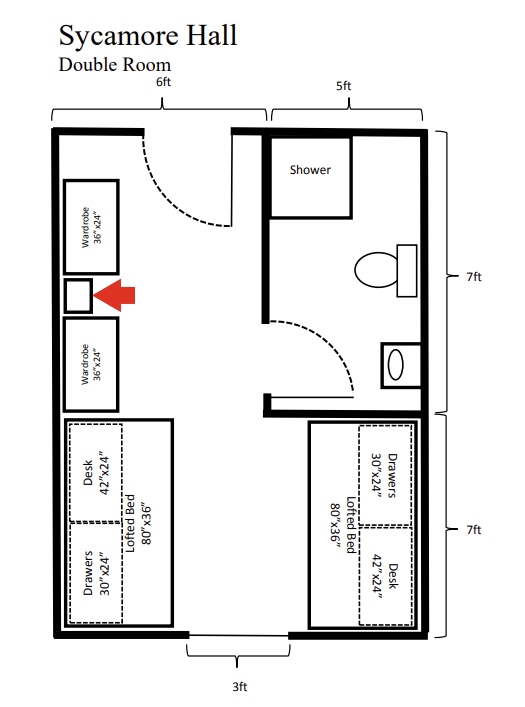 Sycamore Hall
Double Room
6ft
5ft
Shower
Wardrobe
36”x24”
7ft
Wardrobe
36”x24”
Desk
42”x24”
Drawers
30”x24”
Lofted Bed
80”x36”
Drawers
30”x24”
Lofted Bed
80”x36”
Desk
42”x24”
7ft
3ft